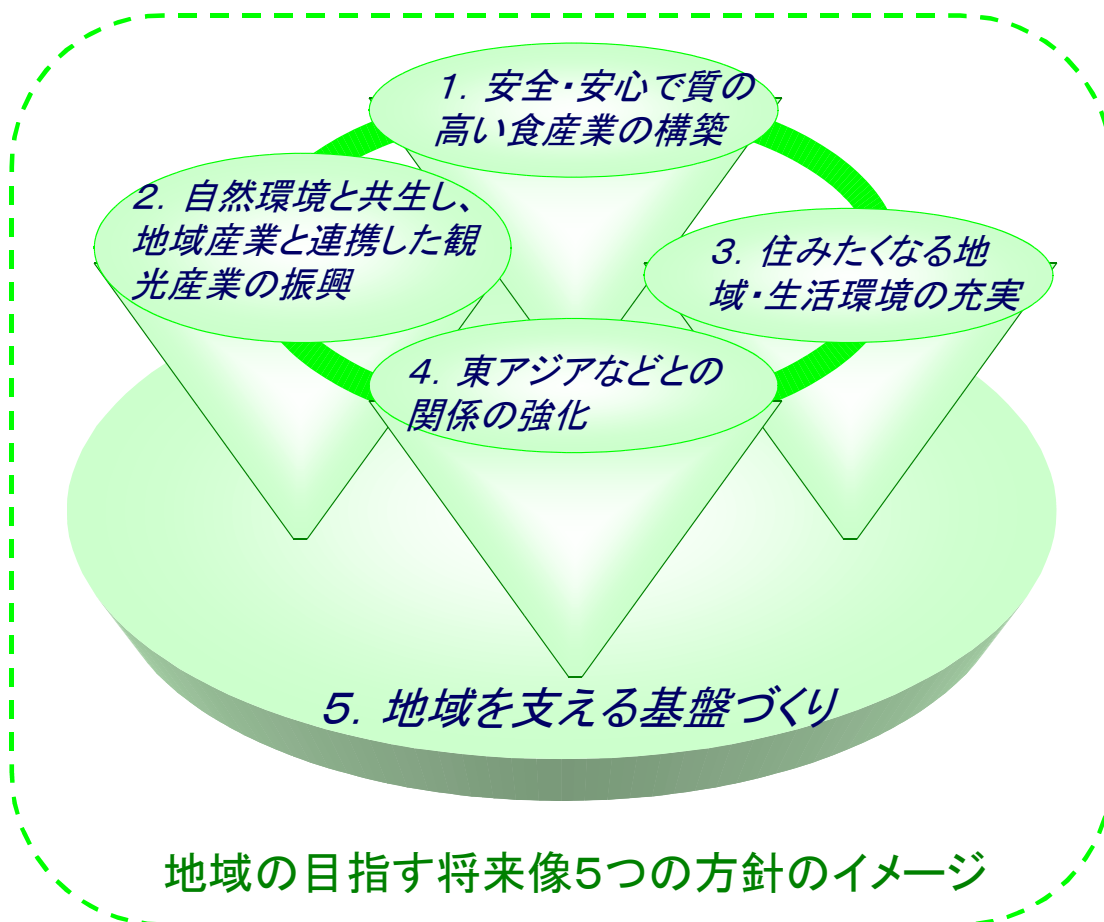 1. 安全・安心で質の
高い食産業の構築
2. 自然環境と共生し、
地域産業と連携した観
光産業の振興
3. 住みたくなる地
域・生活環境の充実
4. 東アジアなどとの
関係の強化
5. 地域を支える基盤づくり
地域の目指す将来像5つの方針のイメージ